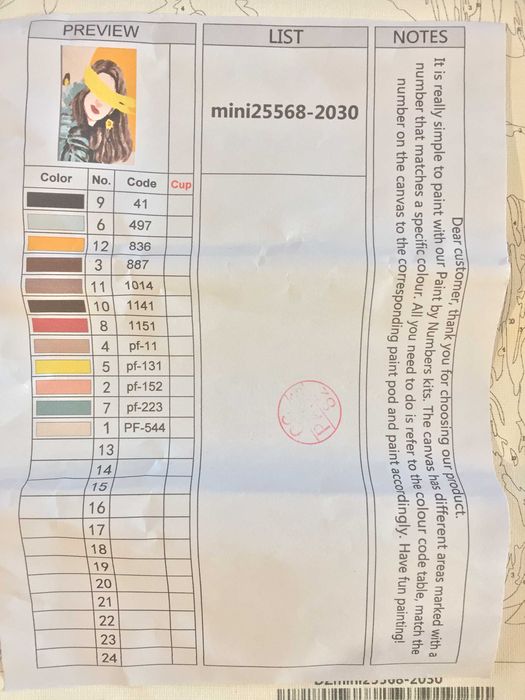 PREVIEW
LIST
NOTES
mini25568-2030
Color No. Code Cup
9 41
6 497
12 836
3 887
11 1014
10 1141
8 1151
4 pf-11
5 pf-131
2 pf-152
7 pf-223
1 PF-544
13
14
15
16
17
18
19
20
21
22
23
24
Dear customer, thank you for choosing our product.
It is really simple to paint with our Paint by Numbers kits. The canvas has different areas marked with a
number that matches a specific colour. All you need to do is refer to the colour code table, match the
number on the canvas to the corresponding paint pod and paint accordingly. Have fun painting!